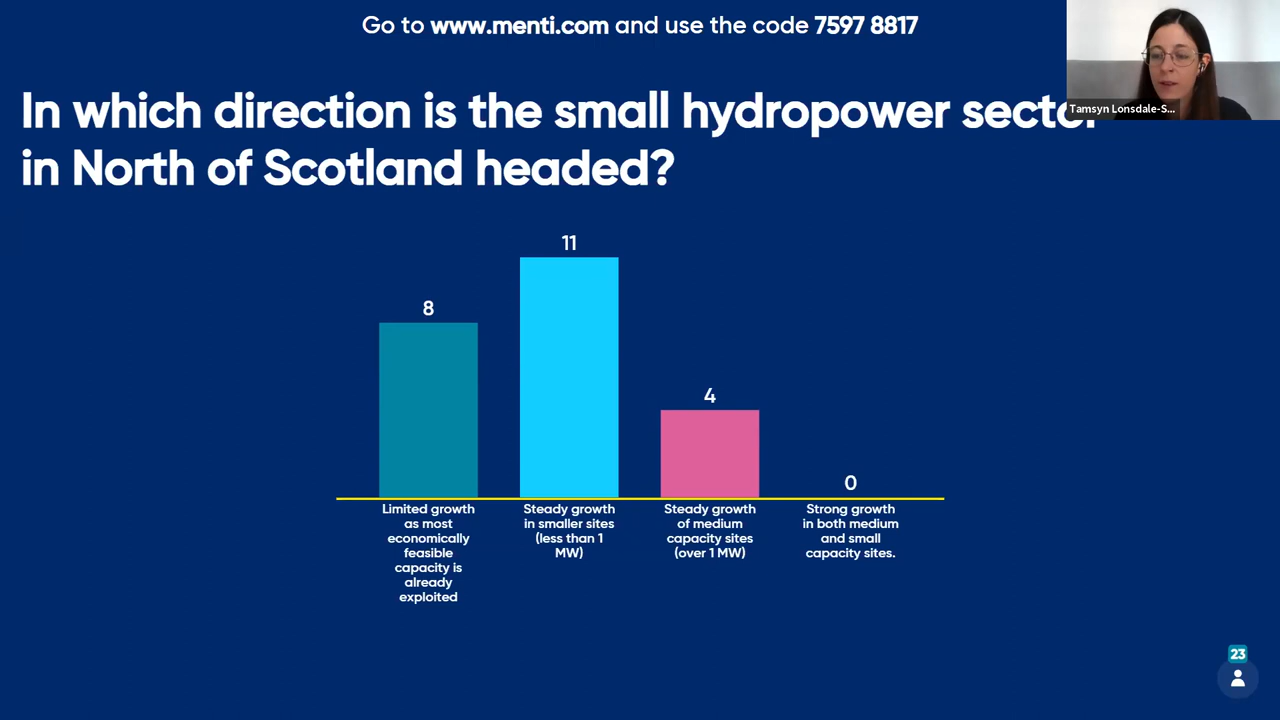 Go to www.menti.com and use the code 7597 8817
In which direction is the small hydropower sector
in North of Scotland headed?
Tamsyn Lonsdale-S...
8
11
4
0
Limited growth
as most
economically
feasible
capacity is
already
exploited
Steady growth
in smaller sites
(less than 1
MW)
Steady growth
of medium
capacity sites
(over 1 MW)
Strong growth
in both medium
and small
capacity sites.
23